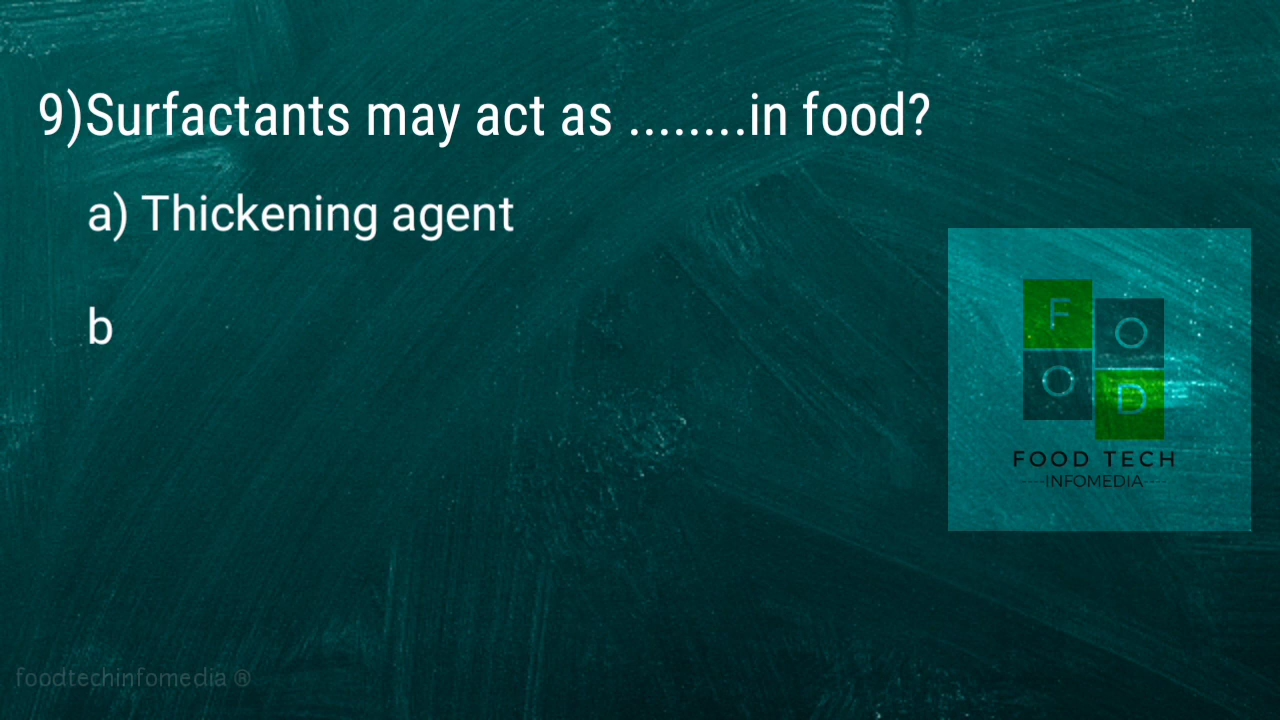 9)Surfactants may act as ........in food?
a) Thickening agent
b
F O
O D
FOOD TECH
INFOMEDIA
foodtechinfomedia ®